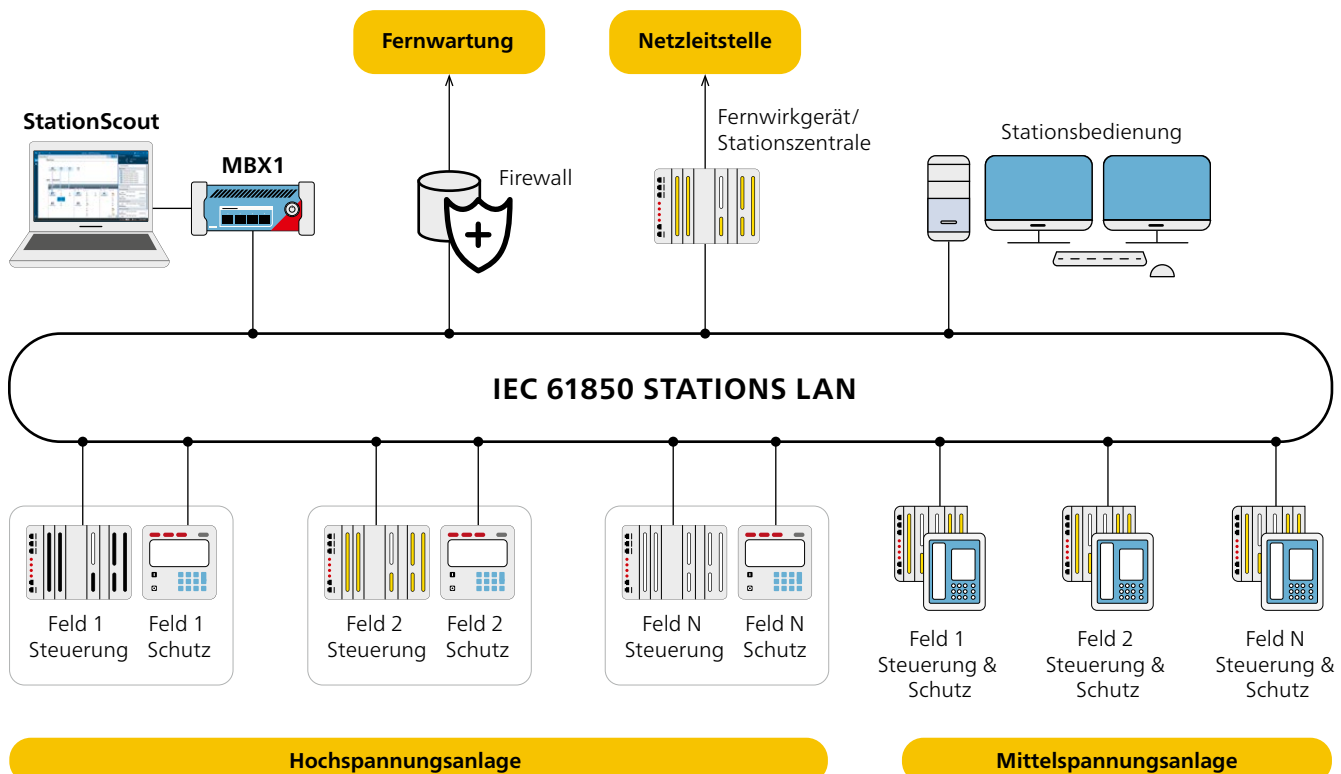 Fernwartung
Netzleitstelle
StationScout
MBX1
Firewall
Fernwirkgerät/
Stationszentrale
Stationsbedienung
IEC 61850 STATIONS LAN
Feld 1
Steuerung
Feld 1
Schutz
Feld 2
Steuerung
Feld 2
Schutz
Feld N
Steuerung
Feld N
Schutz
Feld 1
Steuerung &
Schutz
Feld 2
Steuerung &
Schutz
Feld N
Steuerung &
Schutz
Hochspannungsanlage
Mittelspannungsanlage